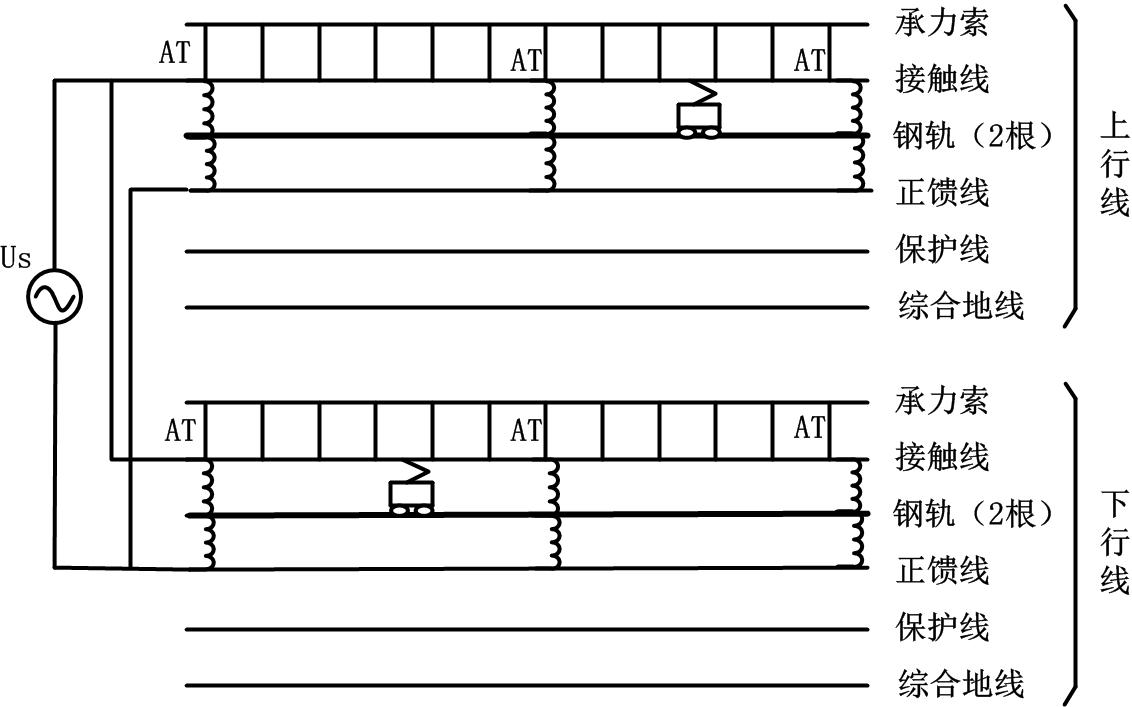 承力索
AT AT AT
接触线
钢轨（2根）
正馈线
保护线
综合地线
上行线
Us
承力索
AT AT AT
接触线
钢轨（2根）
正馈线
保护线
综合地线
下行线